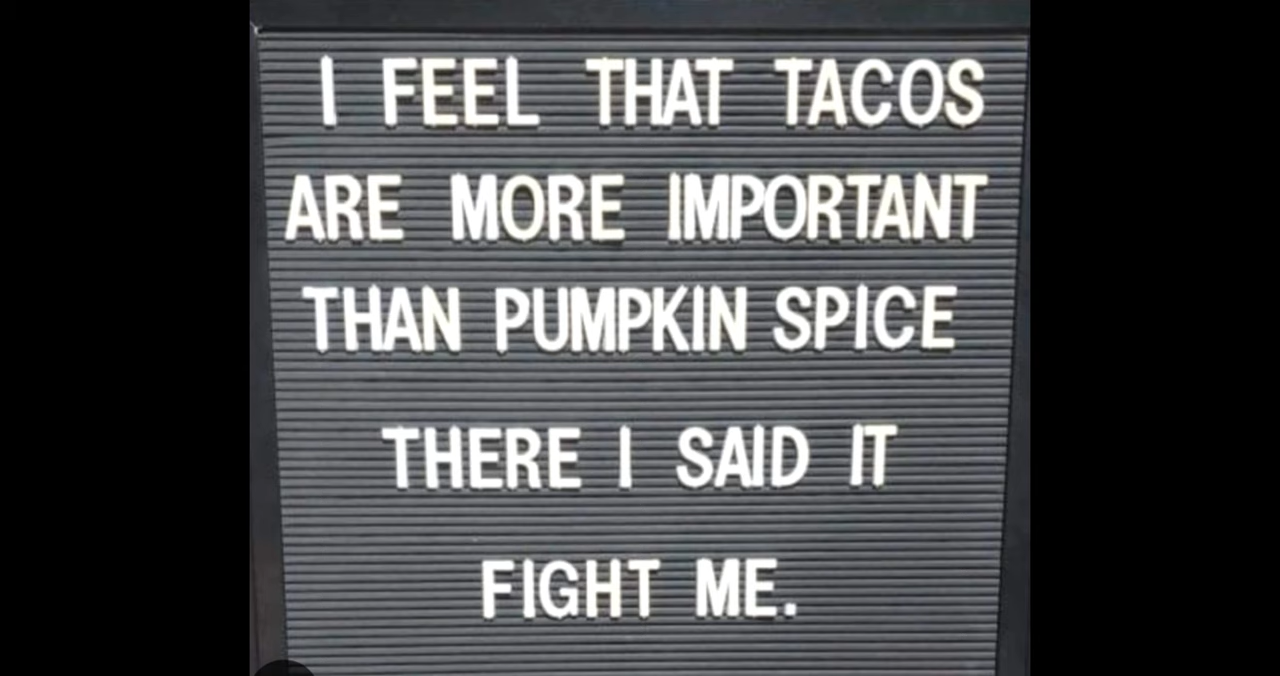 I FEEL THAT TACOS
ARE MORE IMPORTANT
THAN PUMPKIN SPICE
THERE I SAID IT
FIGHT ME.